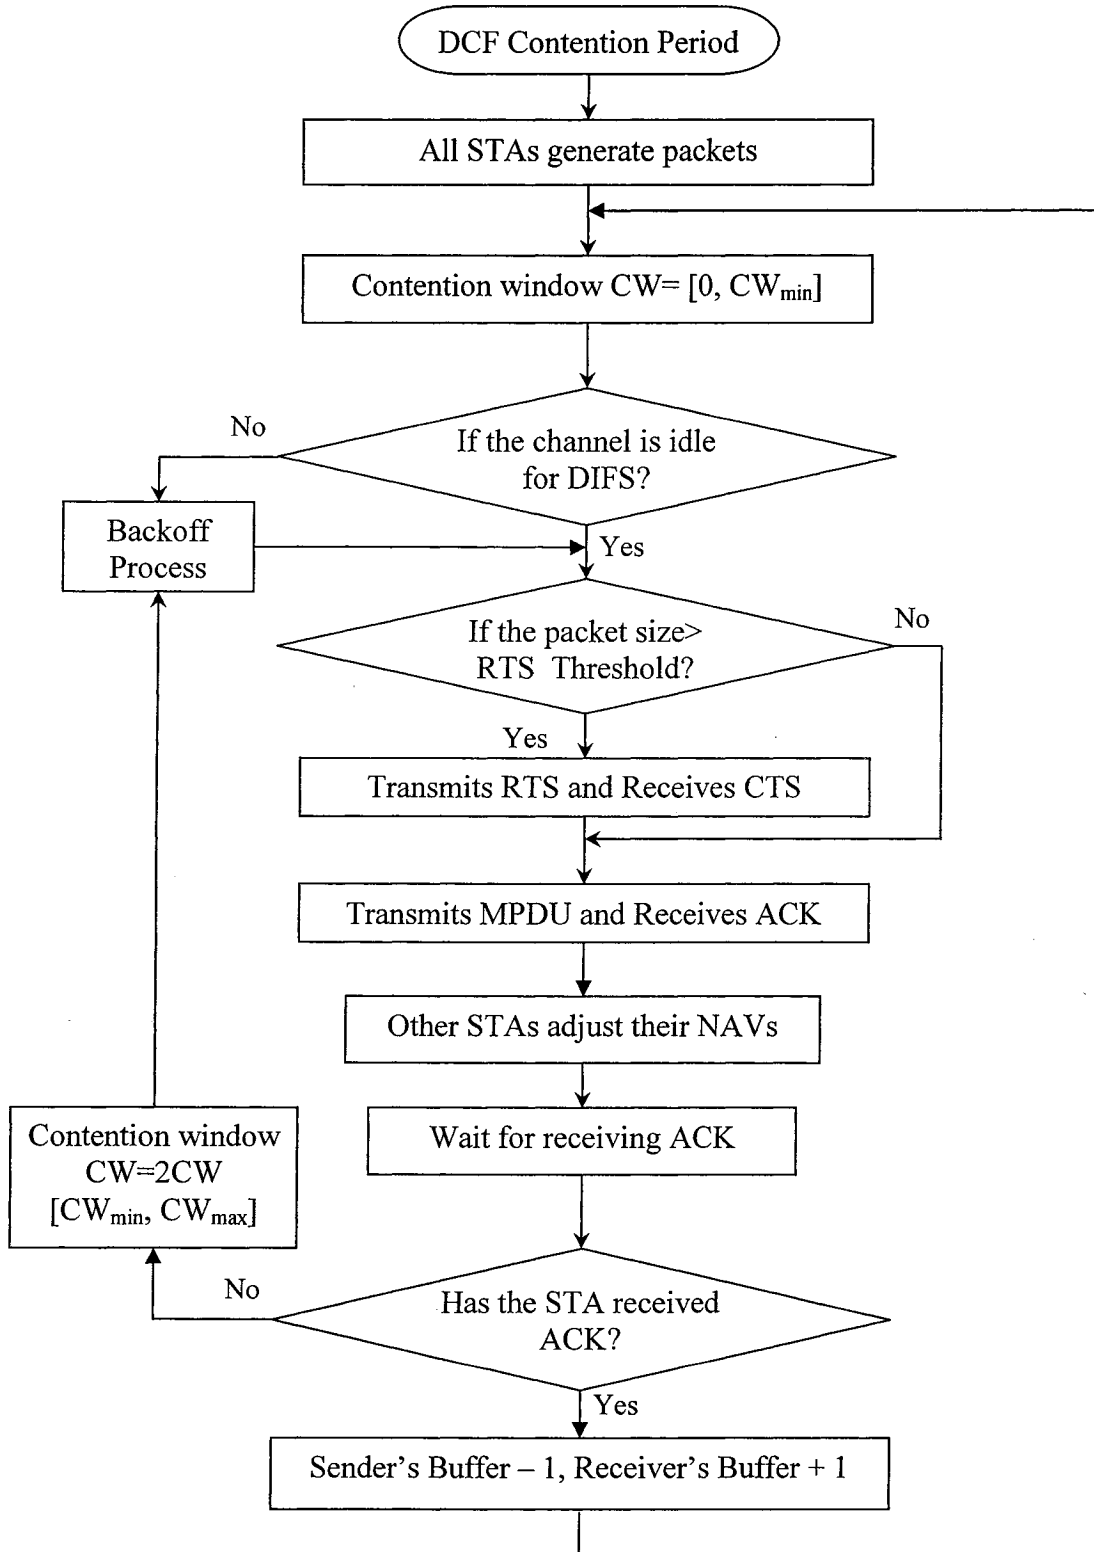 DCF Contention Period
All STAs generate packets
Contention window CW= [0, CWmin]
No
If the channel is idle
for DIFS?
Backoff
Process
Yes
If the packet size>
RTS Threshold?
No
Yes
Transmits RTS and Receives CTS
Transmits MPDU and Receives ACK
Other STAs adjust their NAVs
Wait for receiving ACK
Contention window
CW=2CW
[CWmin, CWmax]
No
Has the STA received
ACK?
Yes
Sender's Buffer – 1, Receiver's Buffer + 1